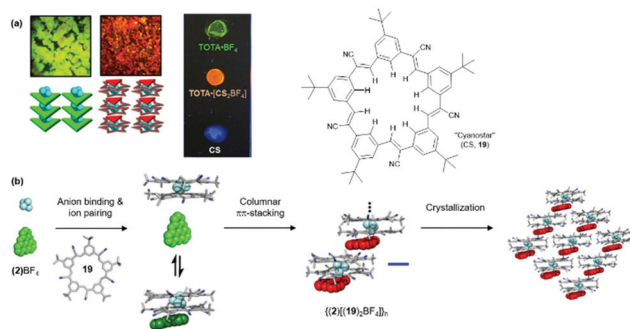 (a)
TOTA•BF4
TOTA•[CS2BF4]
CS
CN
CN
CN
CN
NC
H
H
H
H
H
"Cyanostar"
(CS, 19)
(b)
Anion binding &
ion pairing
Columnar
ππ-stacking
Crystallization
(2)BF4
19
{(2)[(19)2BF4]}n